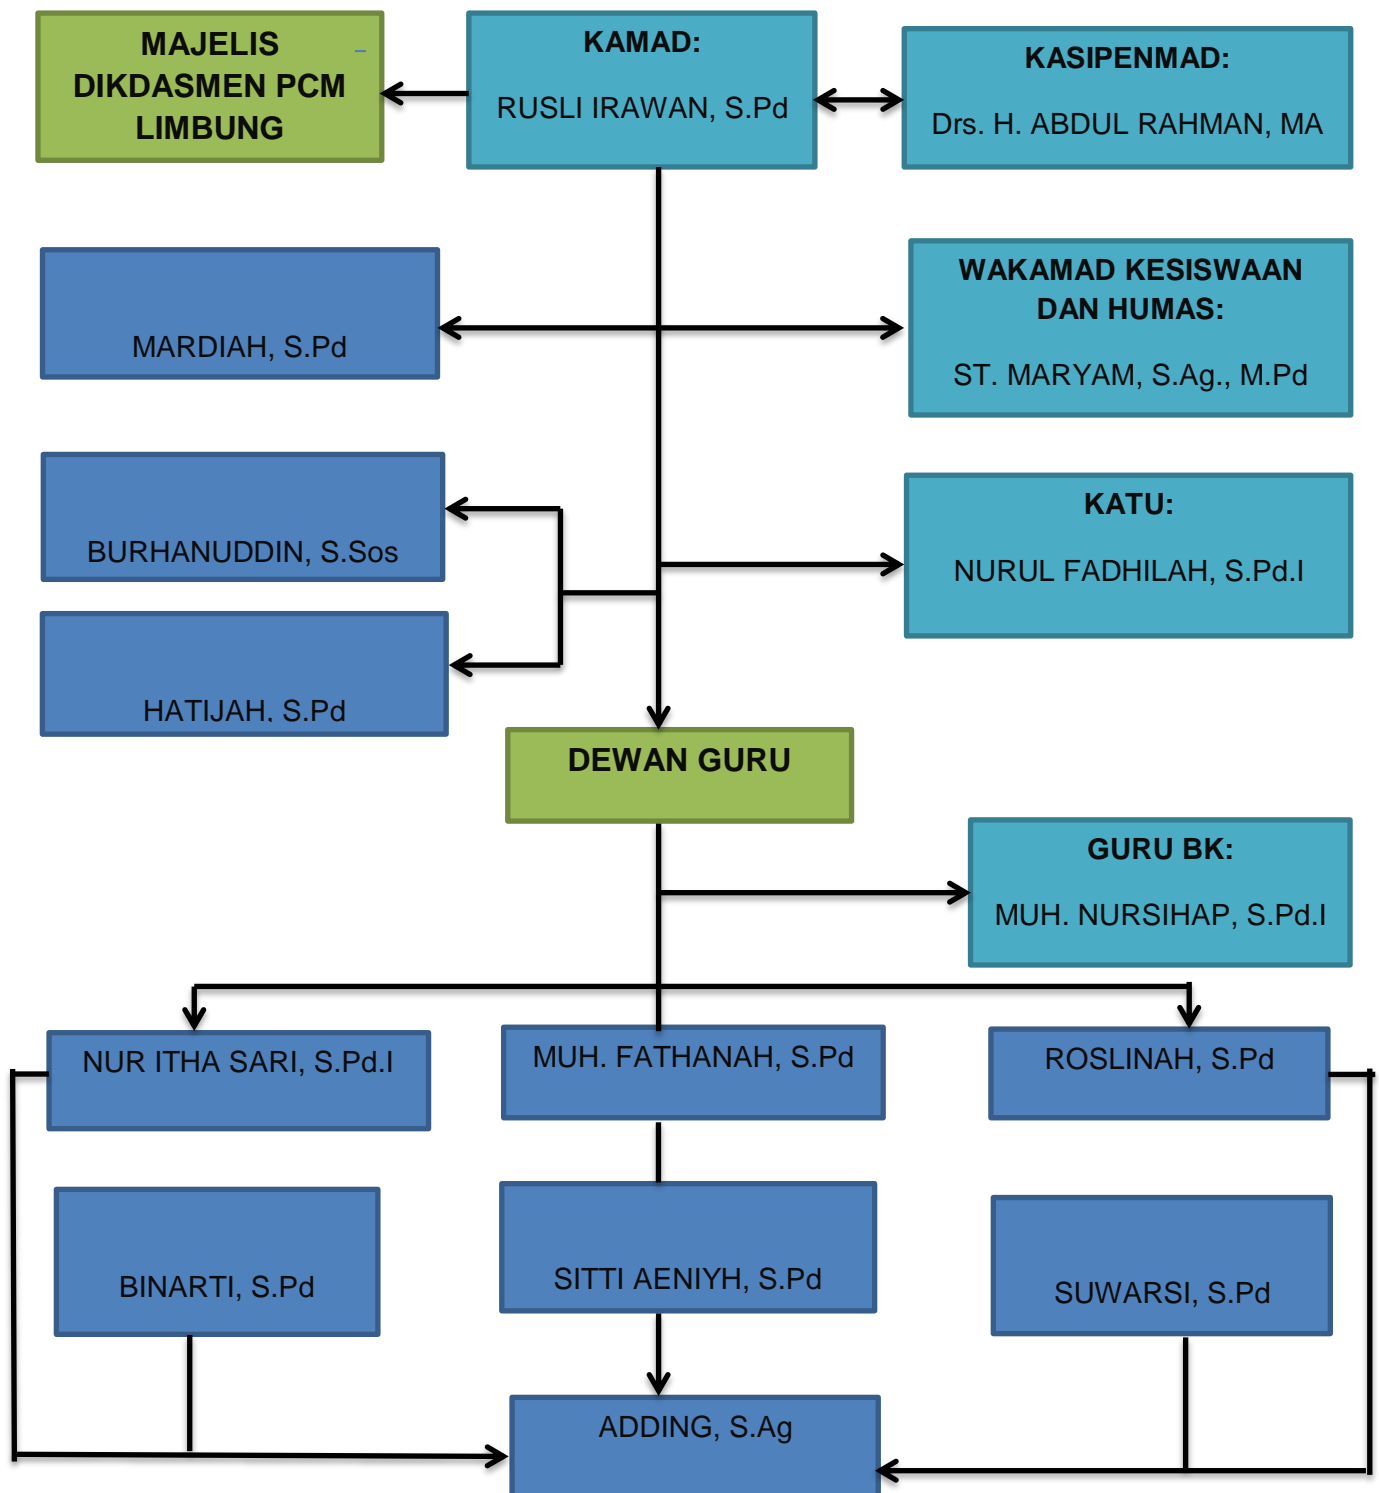 MAJELIS
DIKDASMEN PCM
LIMBUNG
KAMAD:
RUSLI IRAWAN, S.Pd
KASIPENMAD:
Drs. H. ABDUL RAHMAN, MA
MARDIAH, S.Pd
WAKAMAD KESISWAAN
DAN HUMAS:
ST. MARYAM, S.Ag., M.Pd
BURHANUDDIN, S.Sos
KATU:
NURUL FADHILAH, S.Pd.I
HATIJAH, S.Pd
DEWAN GURU
GURU BK:
MUH. NURSIHAP, S.Pd.I
NUR ITHA SARI, S.Pd.I
MUH. FATHANAH, S.Pd
ROSLINAH, S.Pd
BINARTI, S.Pd
SITTI AENIYH, S.Pd
SUWARSI, S.Pd
ADDING, S.Ag